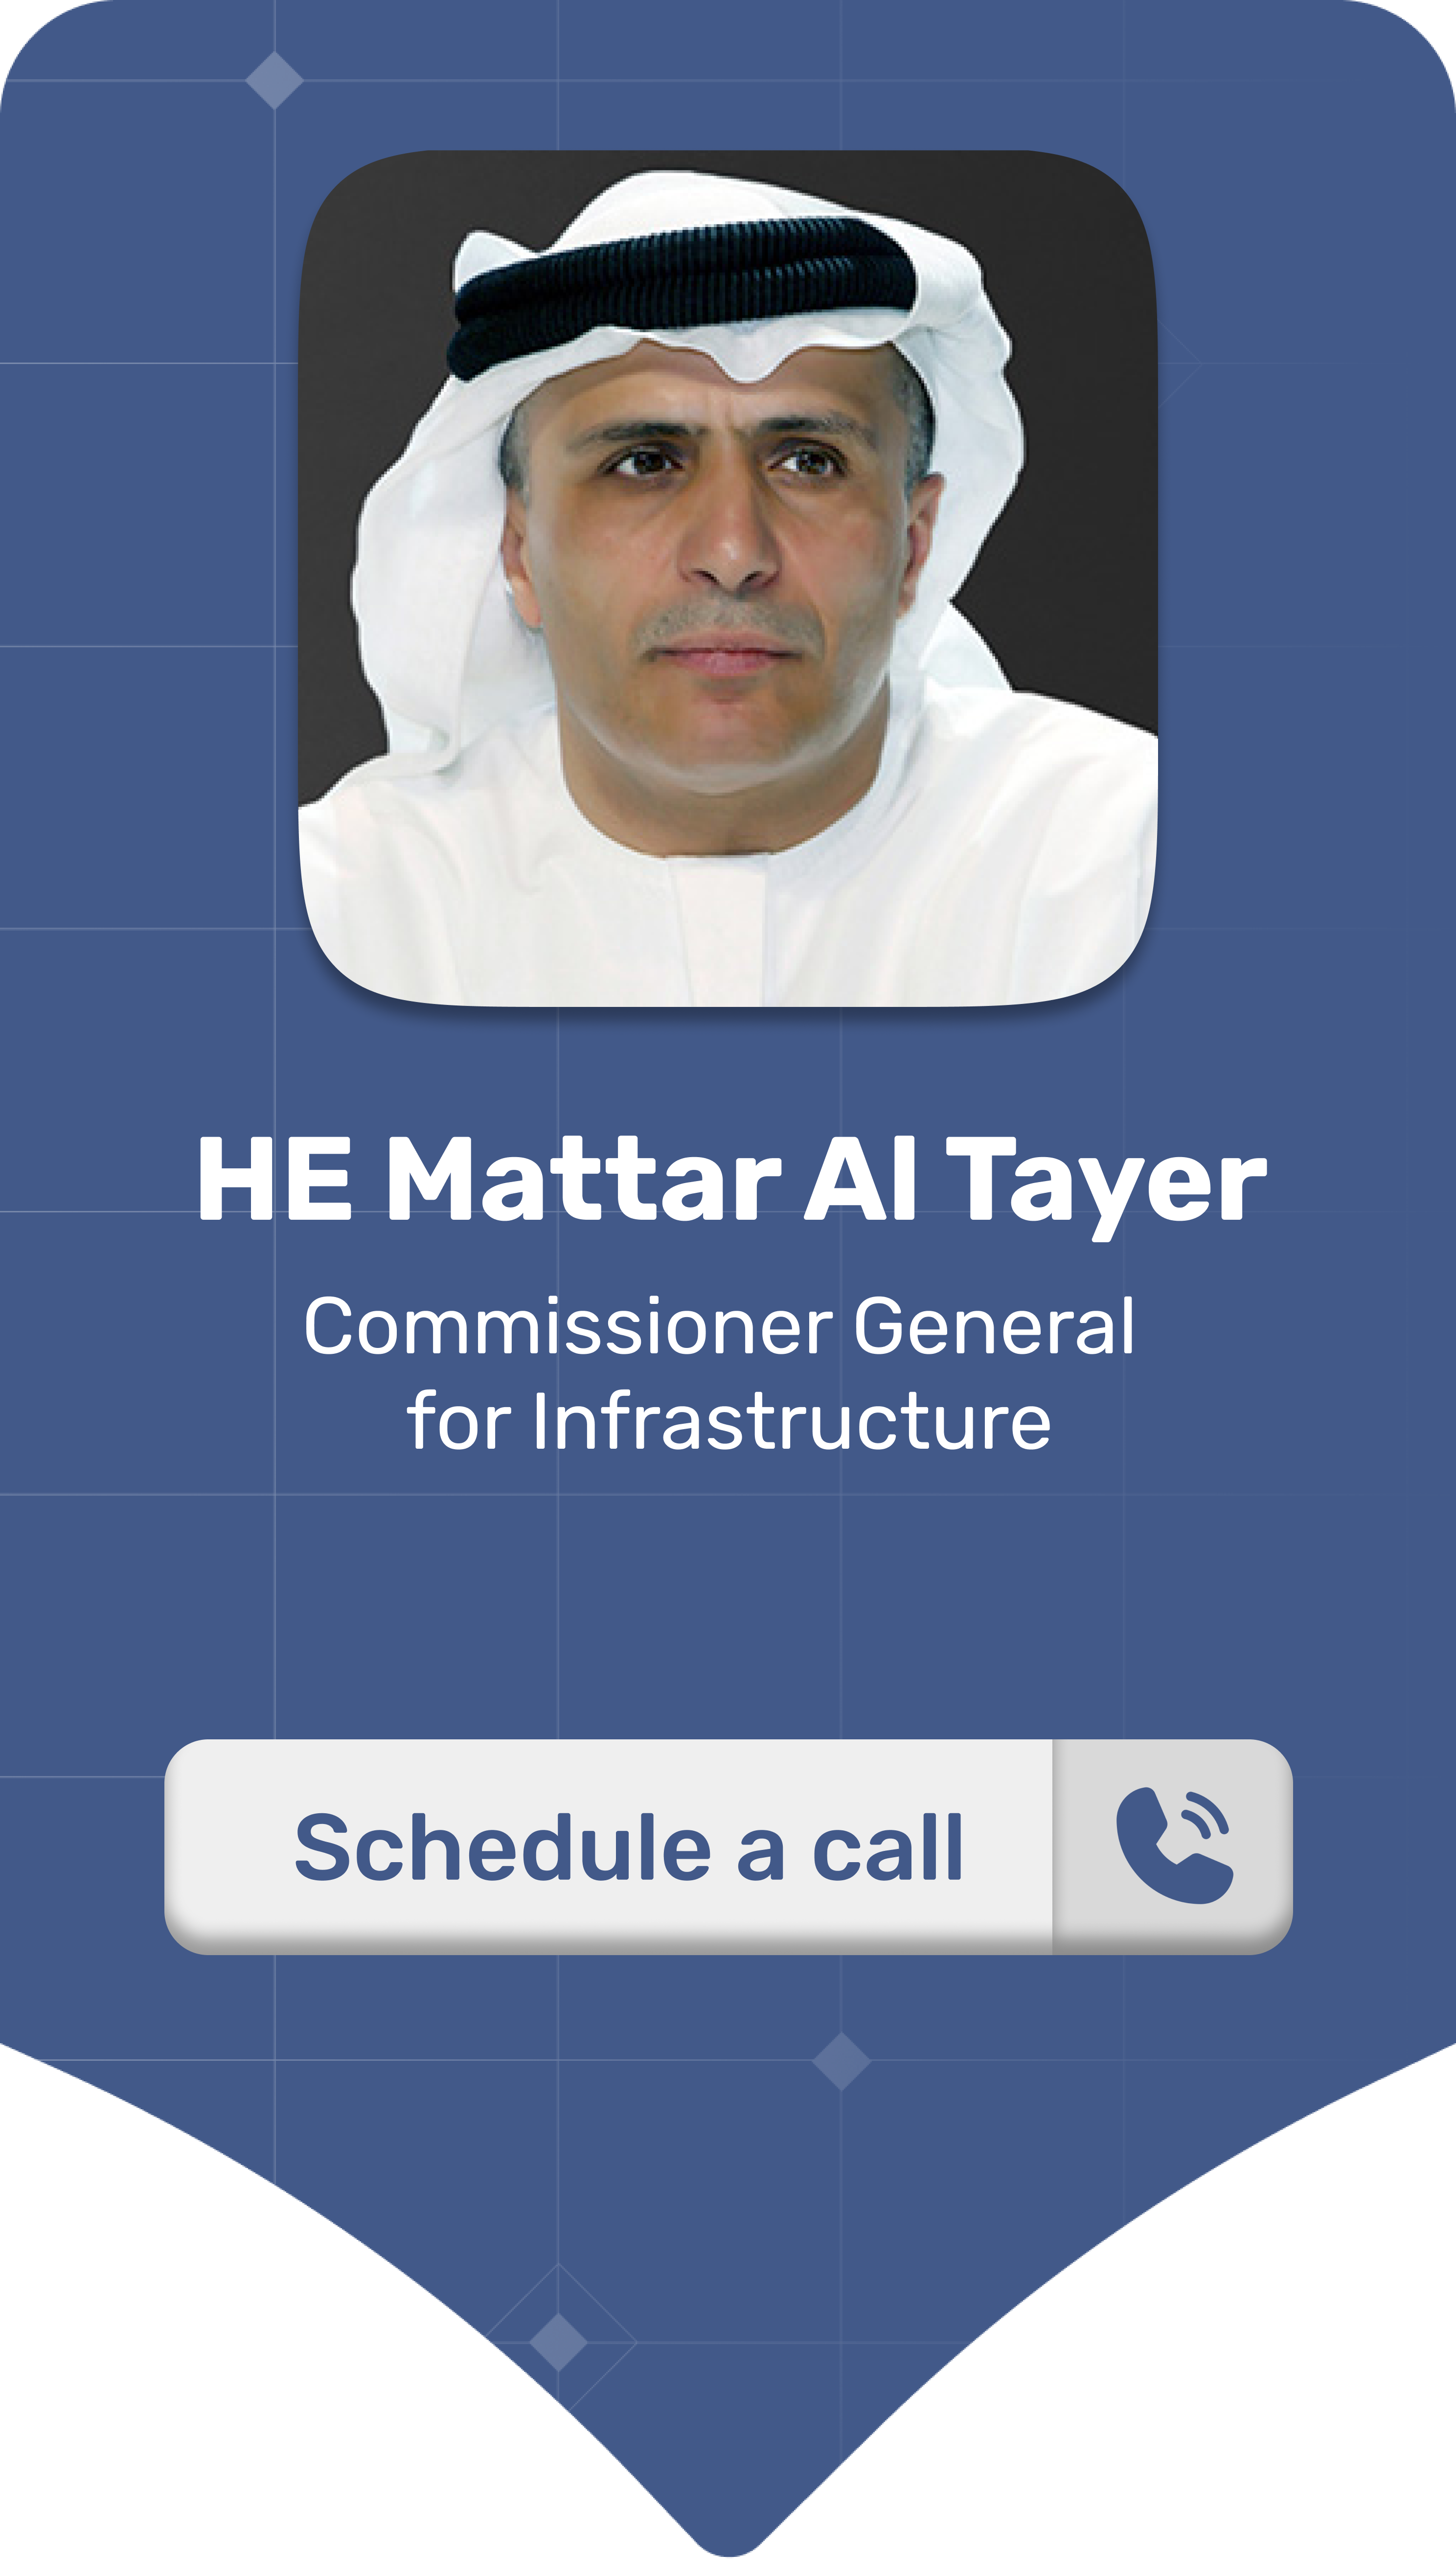 HE Mattar Al Tayer
Commissioner General
for Infrastructure
Schedule a call